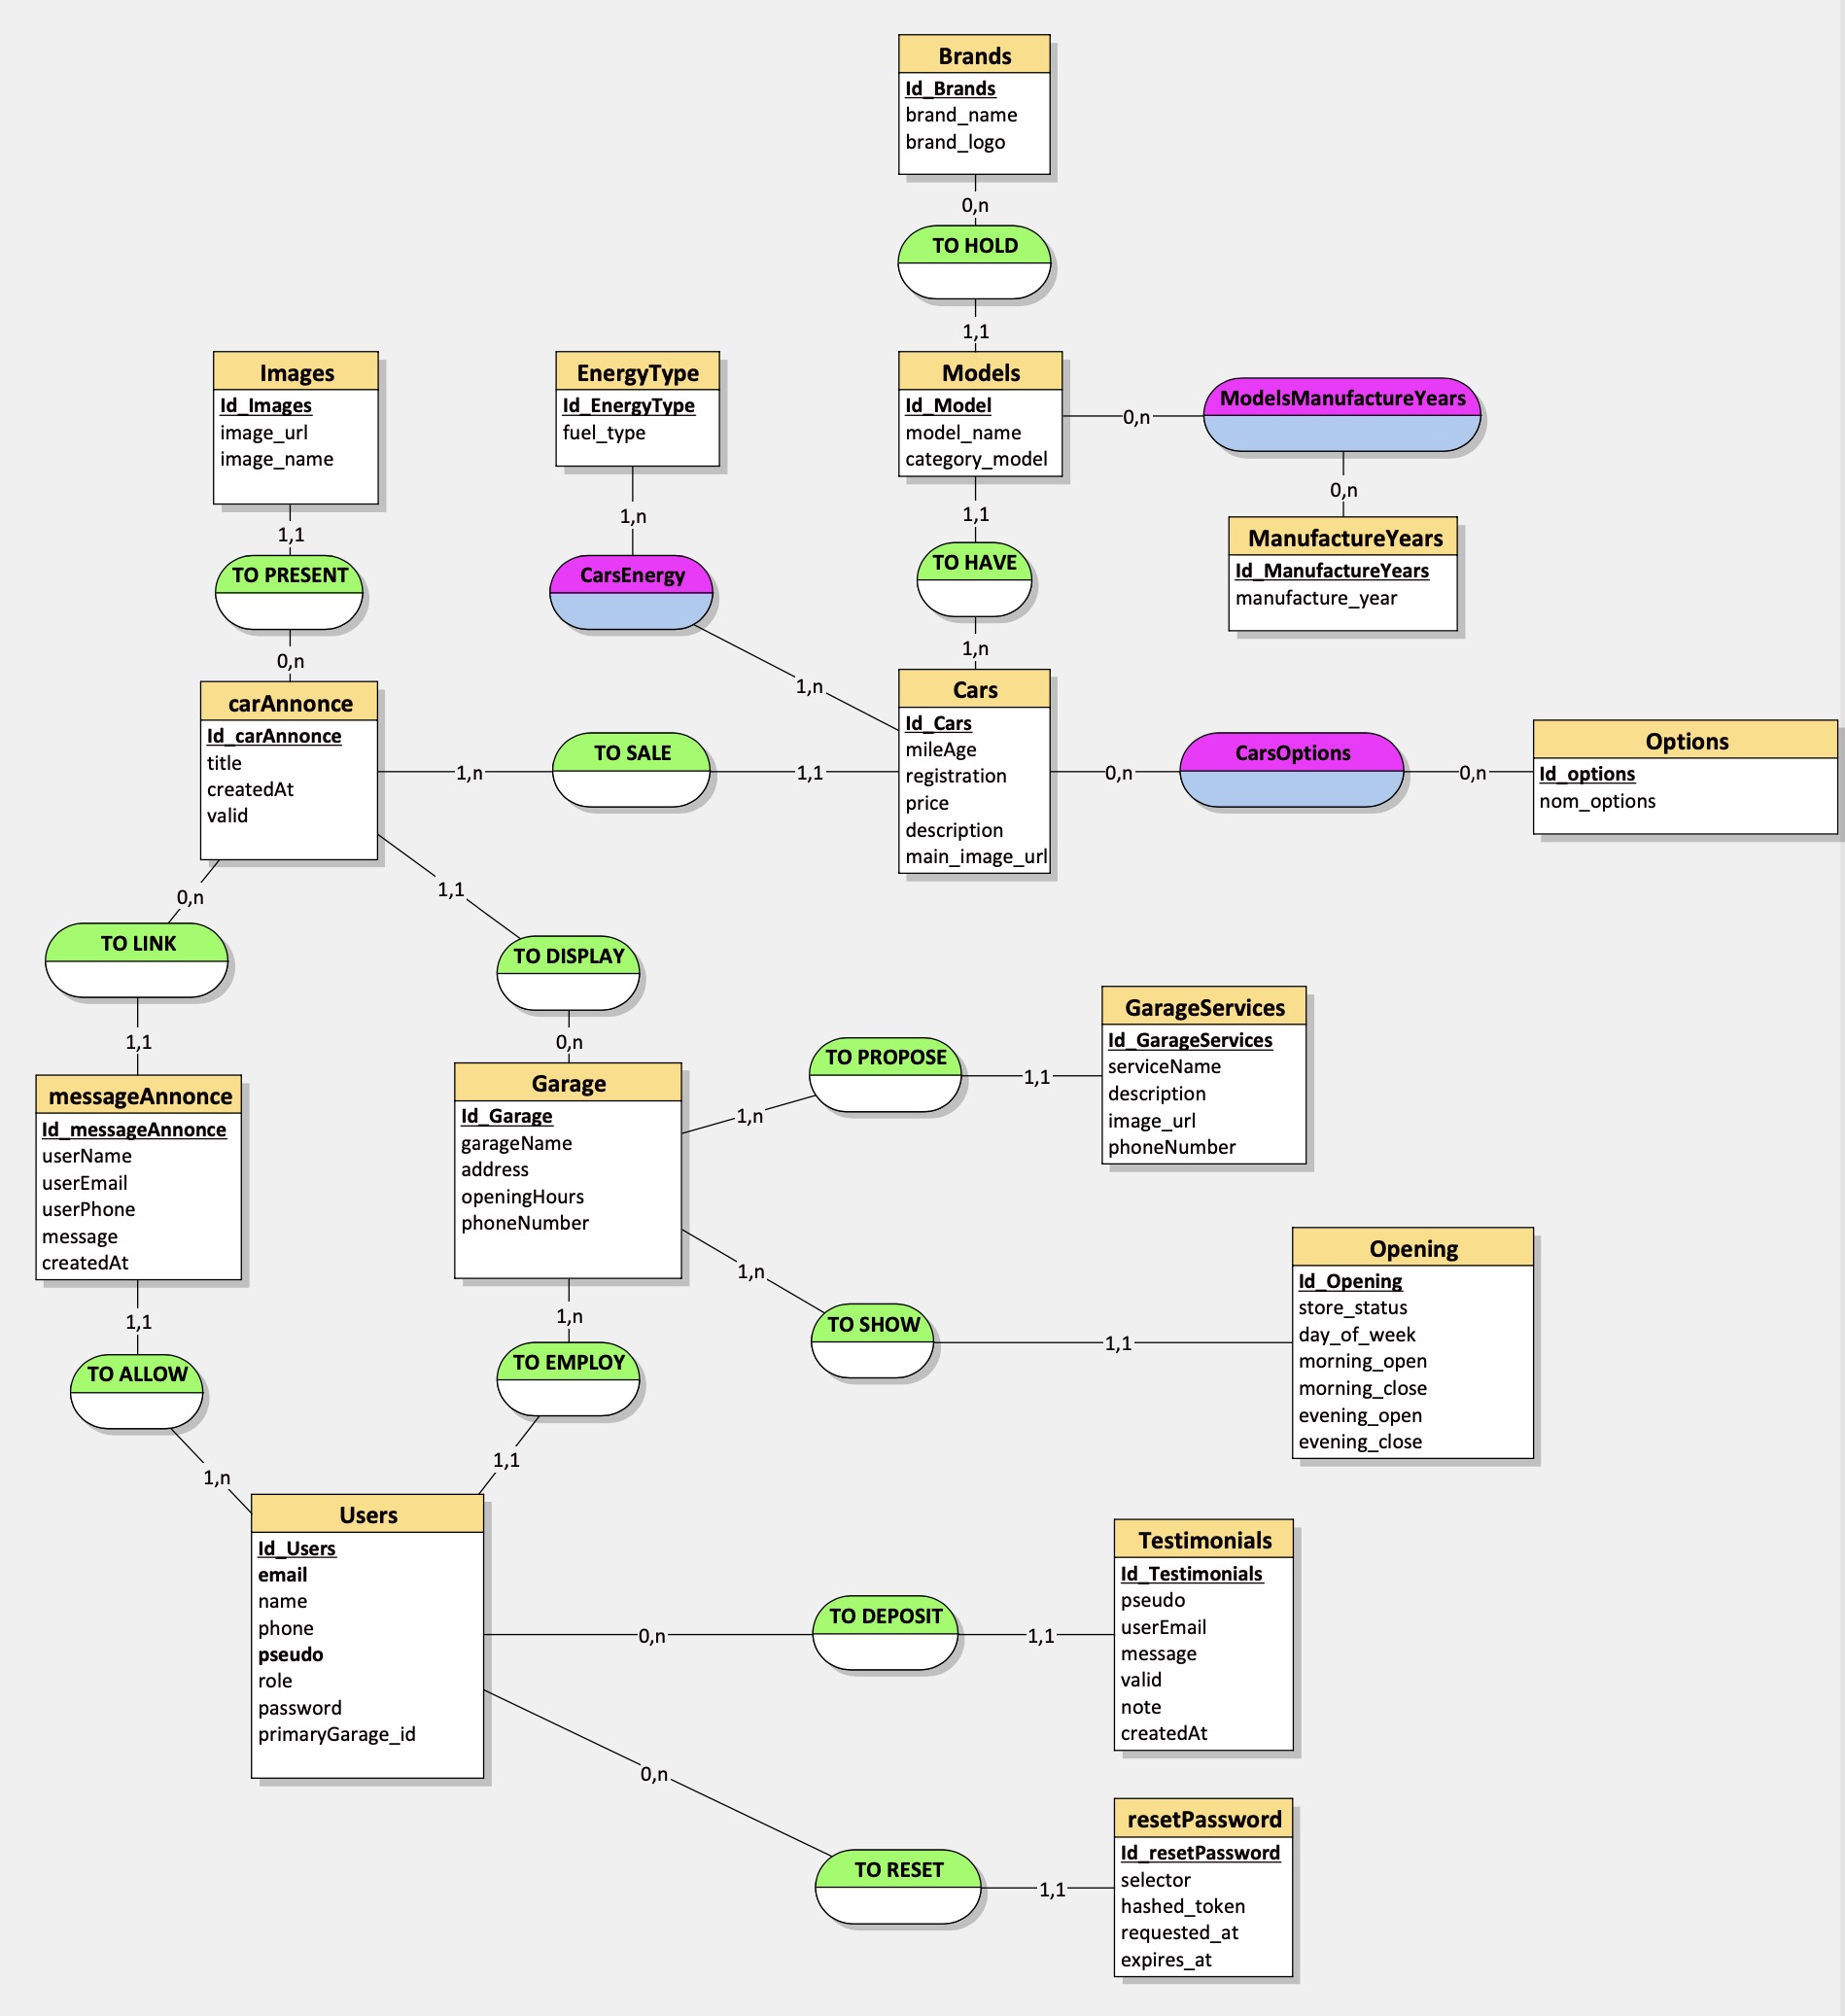 Brands
Id_Brands
brand_name
brand_logo
0,n
TO HOLD
1,1
Images
Id_Images
image_url
image_name
1,1
TO PRESENT
0,n
EnergyType
Id_EnergyType
fuel_type
1,n
CarsEnergy
1,n
Models
Id_Model
model_name
category_model
0,n
ModelsManufactureYears
0,n
ManufactureYears
Id_ManufactureYears
manufacture_year
1,1
TO HAVE
1,n
carAnnonce
Id_carAnnonce
title
createdAt
valid
1,n
TO SALE
1,1
Cars
Id_Cars
mileAge
registration
price
description
main_image_url
0,n
CarsOptions
0,n
Options
Id_options
nom_options
0,n
TO LINK
1,1
1,1
TO DISPLAY
0,n
messageAnnonce
Id_messageAnnonce
userName
userEmail
userPhone
message
createdAt
Garage
Id_Garage
garageName
address
openingHours
phoneNumber
1,n
TO PROPOSE
1,1
GarageServices
Id_GarageServices
serviceName
description
image_url
phoneNumber
1,n
TO SHOW
1,1
Opening
Id_Opening
store_status
day_of_week
morning_open
morning_close
evening_open
evening_close
1,1
TO ALLOW
1,n
1,n
TO EMPLOY
1,1
Users
Id_Users
email
name
phone
pseudo
role
password
primaryGarage_id
0,n
TO DEPOSIT
1,1
Testimonials
Id_Testimonials
pseudo
userEmail
message
valid
note
createdAt
0,n
TO RESET
1,1
resetPassword
Id_resetPassword
selector
hashed_token
requested_at
expires_at